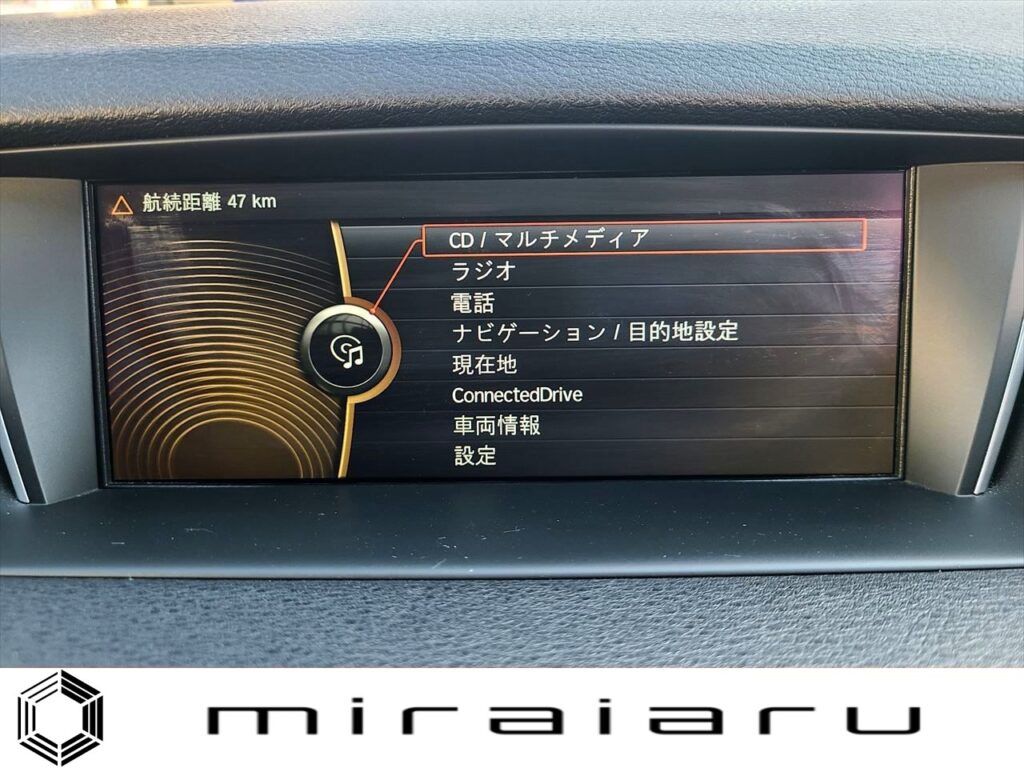 航続距離 47 km
CD / マルチメディア
ラジオ
電話
ナビゲーション / 目的地設定
現在地
ConnectedDrive
車両情報
設定
miraiaru